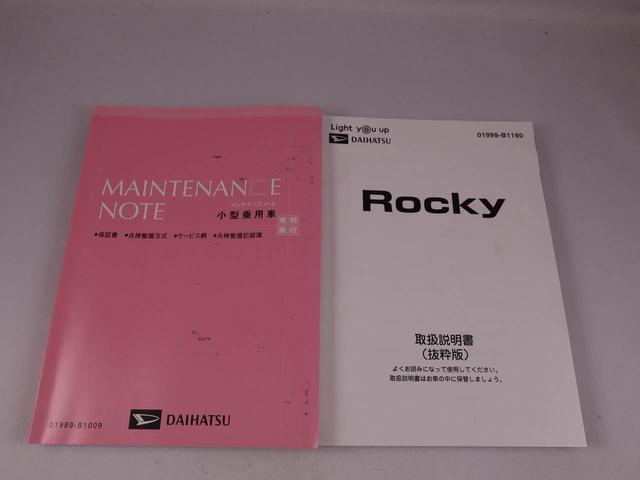 MAINTENANCE
NOTE
メンテナンスノート
小型乗用車
常時
携行
●保証書 ●点検整備方式 ●サービス網 ●点検整備記録簿
DAIHATSU
01989-B1009
Light you up
DAIHATSU
01999-B1190
Rocky
取扱説明書
（抜粋版）
よくお読みになって使用してください。
取扱説明書はお車の中に保管しましょう。